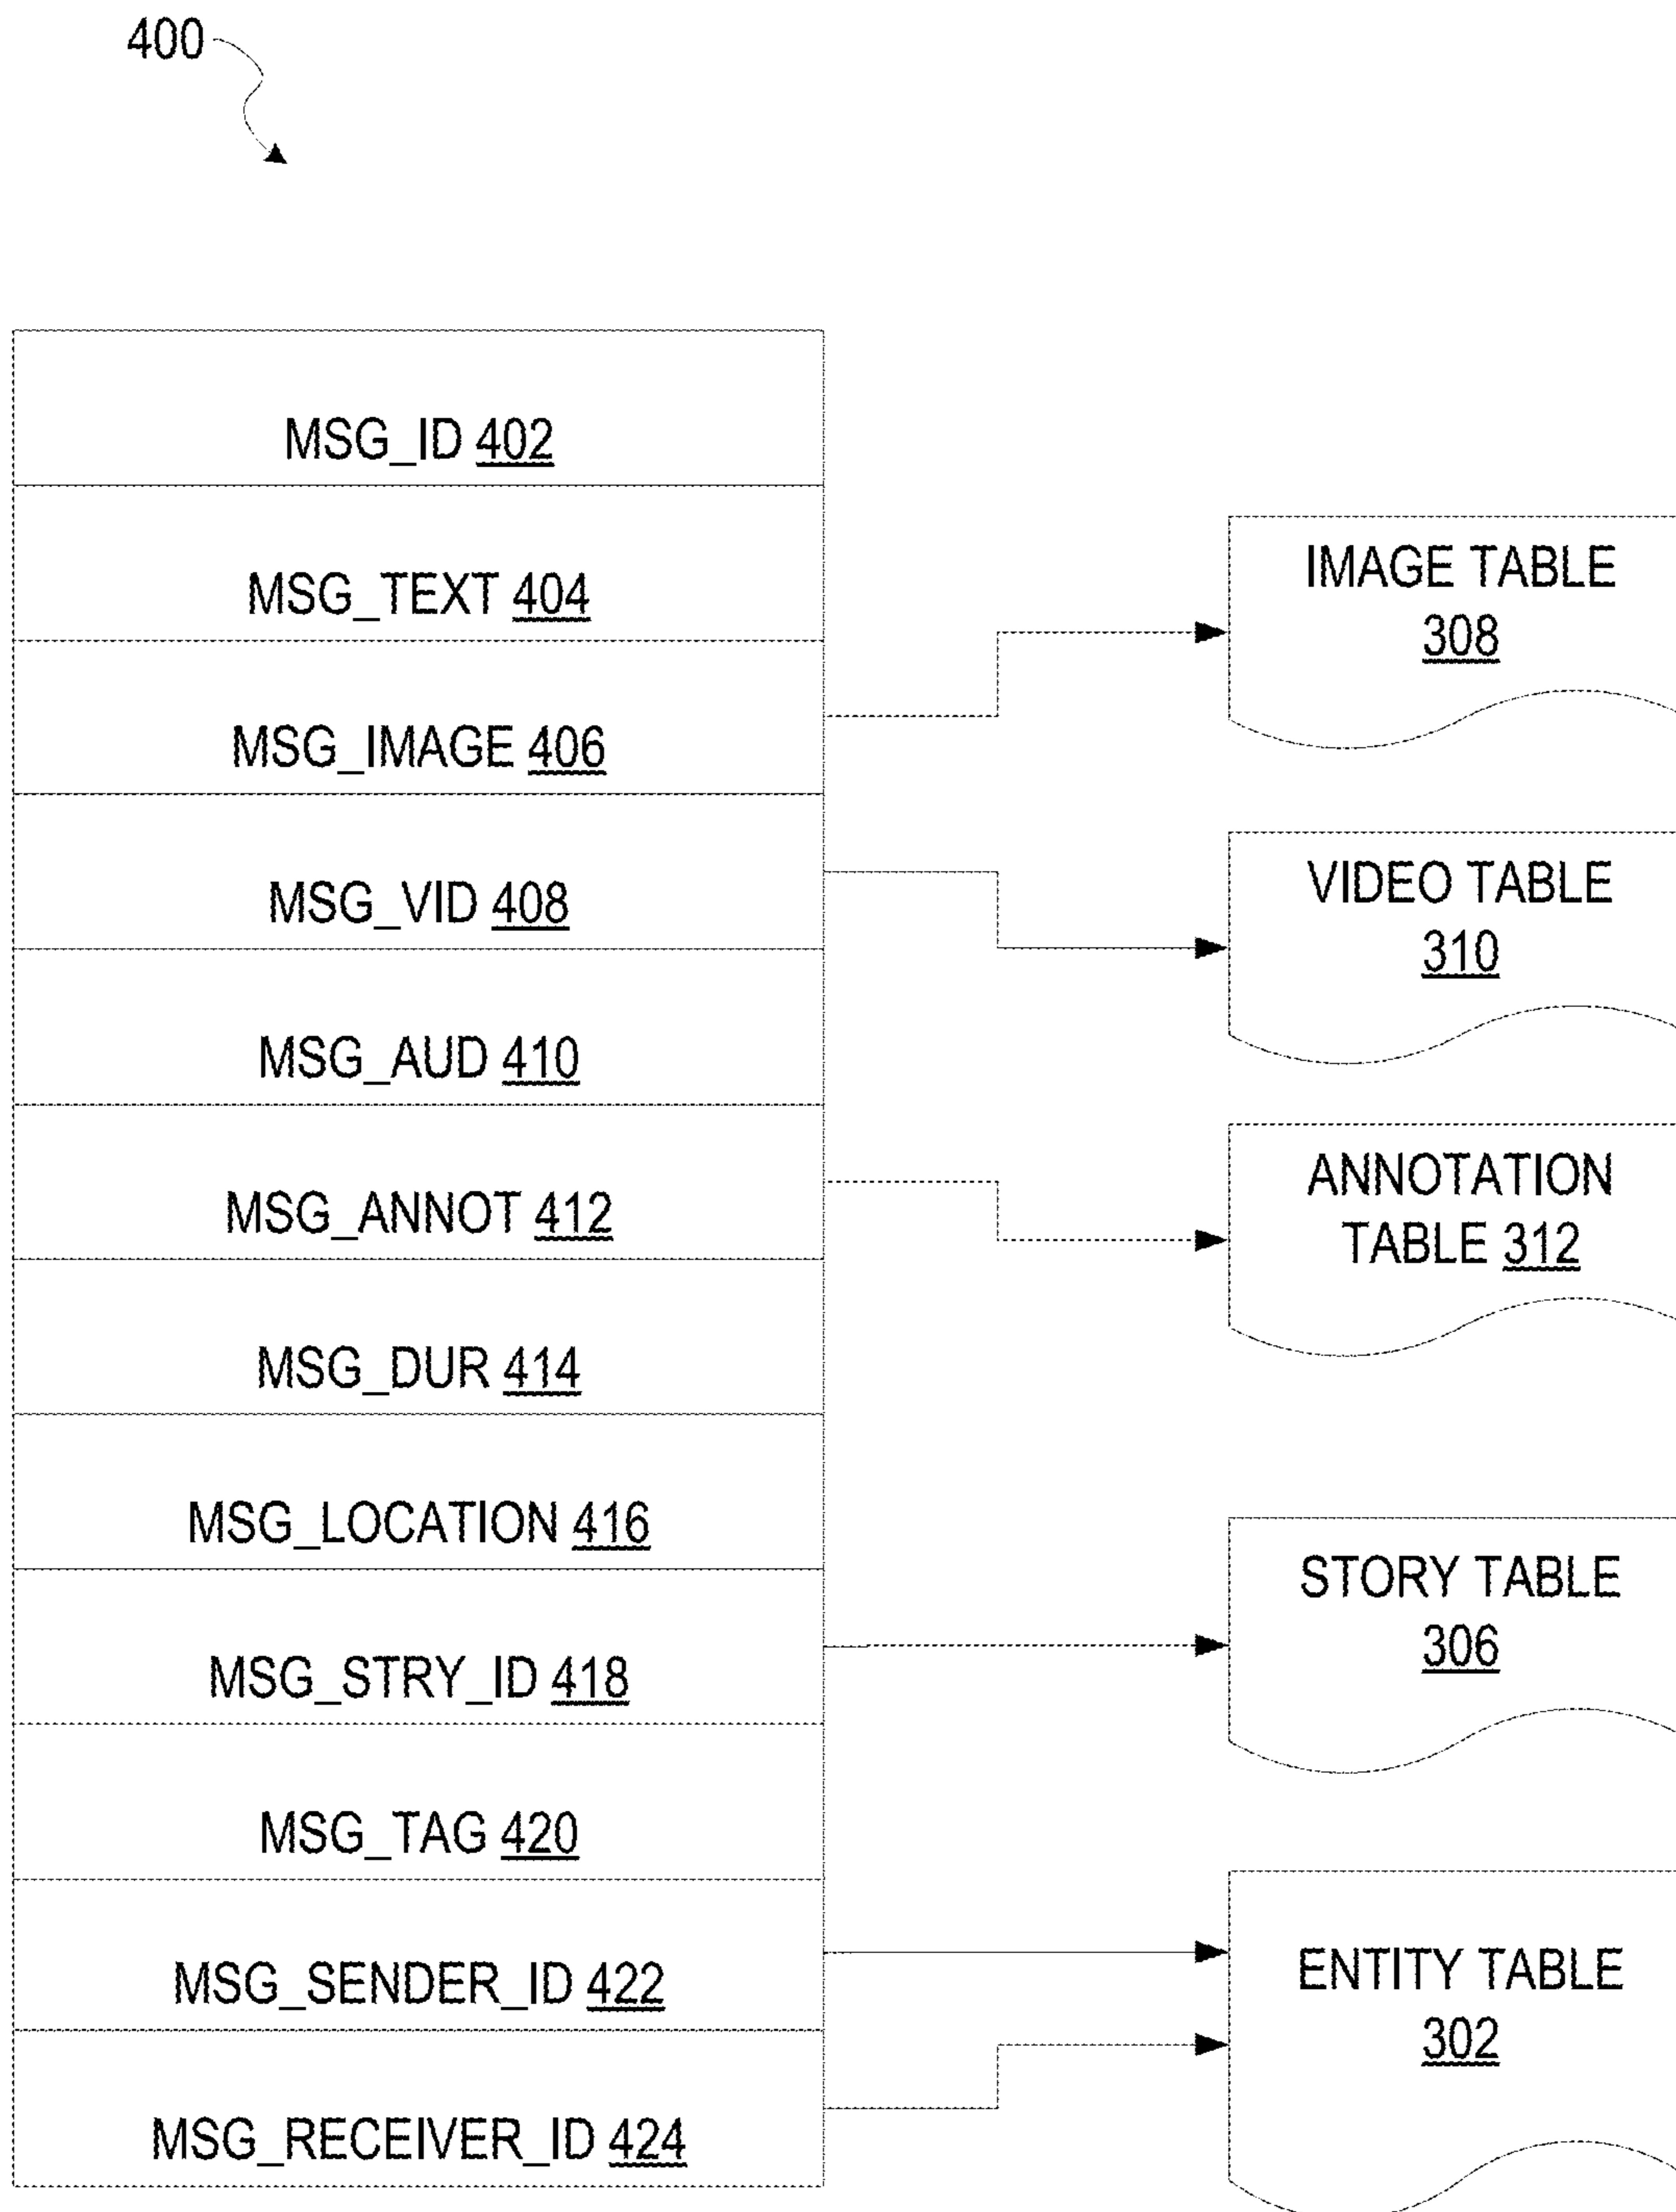 400
MSG_ID 402
MSG_TEXT 404
MSG_IMAGE 406
MSG_VID 408
MSG_AUD 410
MSG_ANNOT 412
MSG_DUR 414
MSG_LOCATION 416
MSG_STRY_ID 418
MSG_TAG 420
MSG_SENDER_ID 422
MSG_RECEIVER_ID 424
IMAGE TABLE
308
VIDEO TABLE
310
ANNOTATION
TABLE 312
STORY TABLE
306
ENTITY TABLE
302